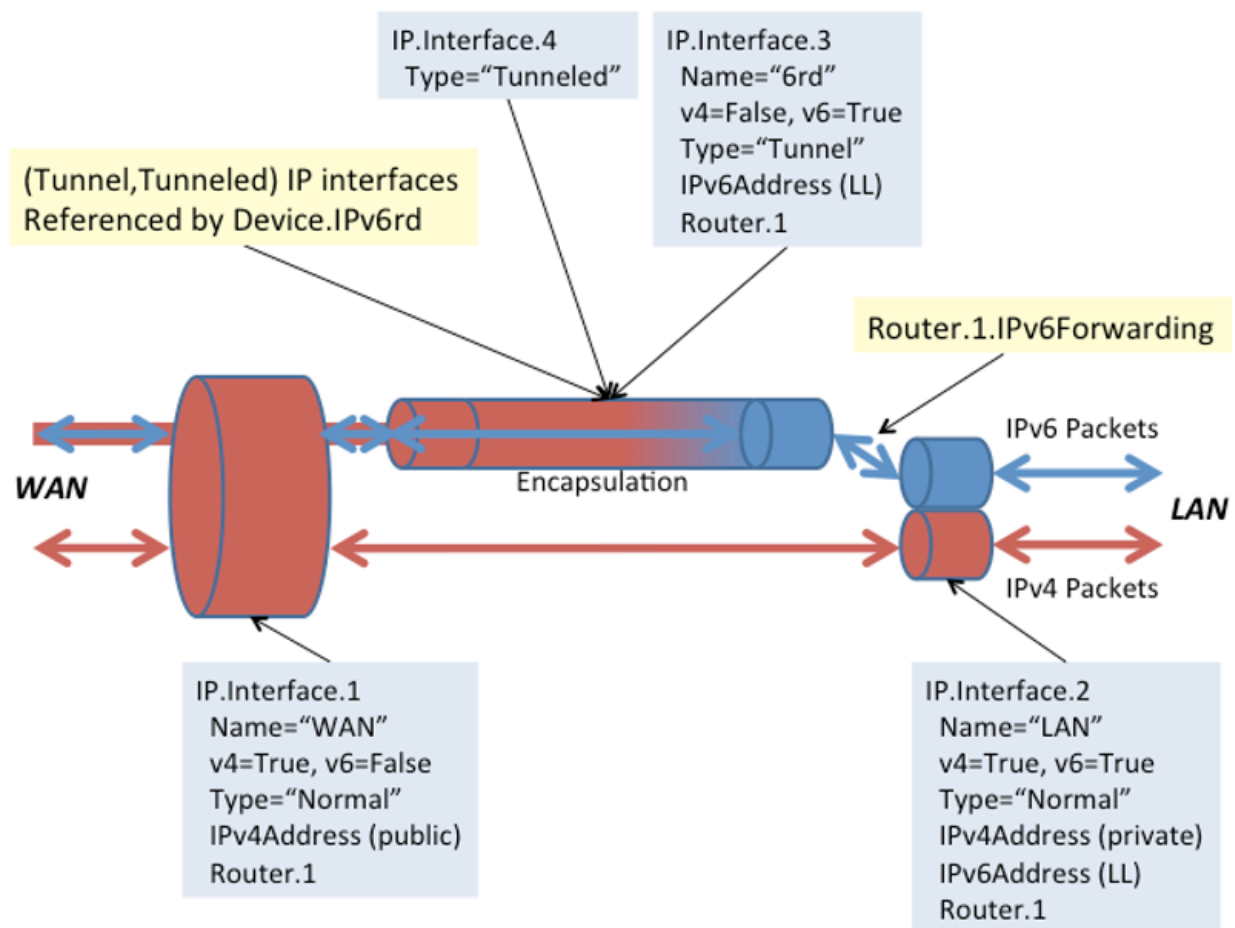 IP.Interface.4
Type=“Tunneled”
IP.Interface.3
Name=“6rd”
v4=False, v6=True
Type=“Tunnel”
IPv6Address (LL)
Router.1
(Tunnel,Tunneled) IP interfaces
Referenced by Device.IPv6rd
Router.1.IPv6Forwarding
IPv6 Packets
WAN
Encapsulation
LAN
IPv4 Packets
IP.Interface.1
Name=“WAN”
v4=True, v6=False
Type=“Normal”
IPv4Address (public)
Router.1
IP.Interface.2
Name=“LAN”
v4=True, v6=True
Type=“Normal”
IPv4Address (private)
IPv6Address (LL)
Router.1